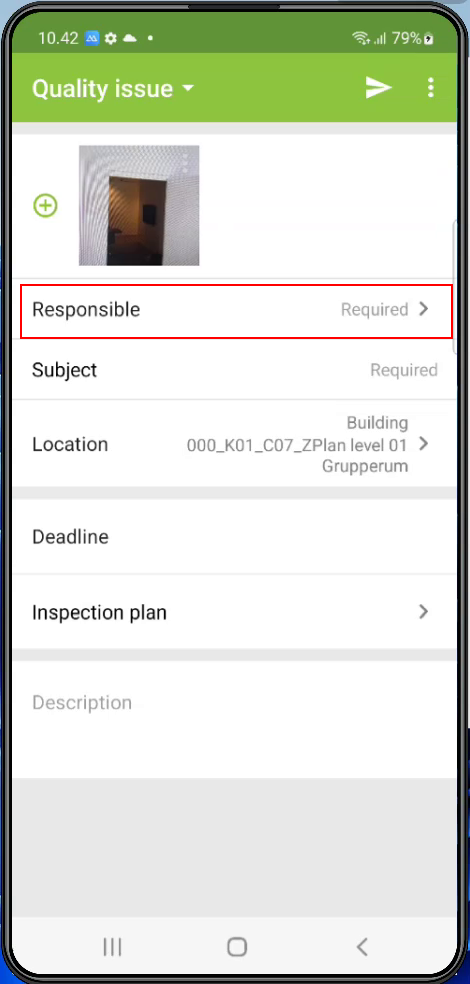 10.42 79%
Quality issue
Responsible Required
Subject Required
Building
Location 000_K01_C07_ZPlan level 01
Grupperum
Deadline
Inspection plan
Description